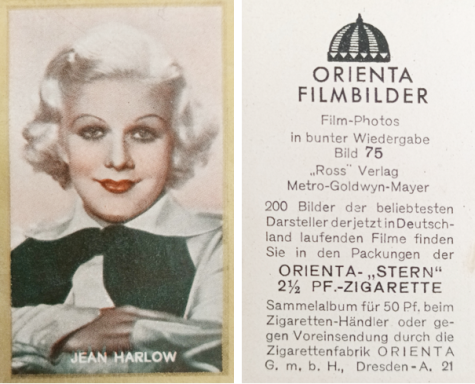 JEAN HARLOW
ORIENTA
FILMBILDER
Film-Photos
in bunter Wiedergabe
Bild 75
„Ross" Verlag
Metro-Goldwyn-Mayer
200 Bilder der beliebtesten
Darsteller der jetzt in Deutsch-
land laufenden Filme finden
Sie in den Packungen der
ORIENTA-„STERN"
2½ PF.-ZIGARETTE
Sammelalbum für 50 Pf. beim
Zigaretten-Händler oder ge-
gen Voreinsendung durch die
Zigarettenfabrik ORIENTA
G. m. b. H., Dresden-A. 21